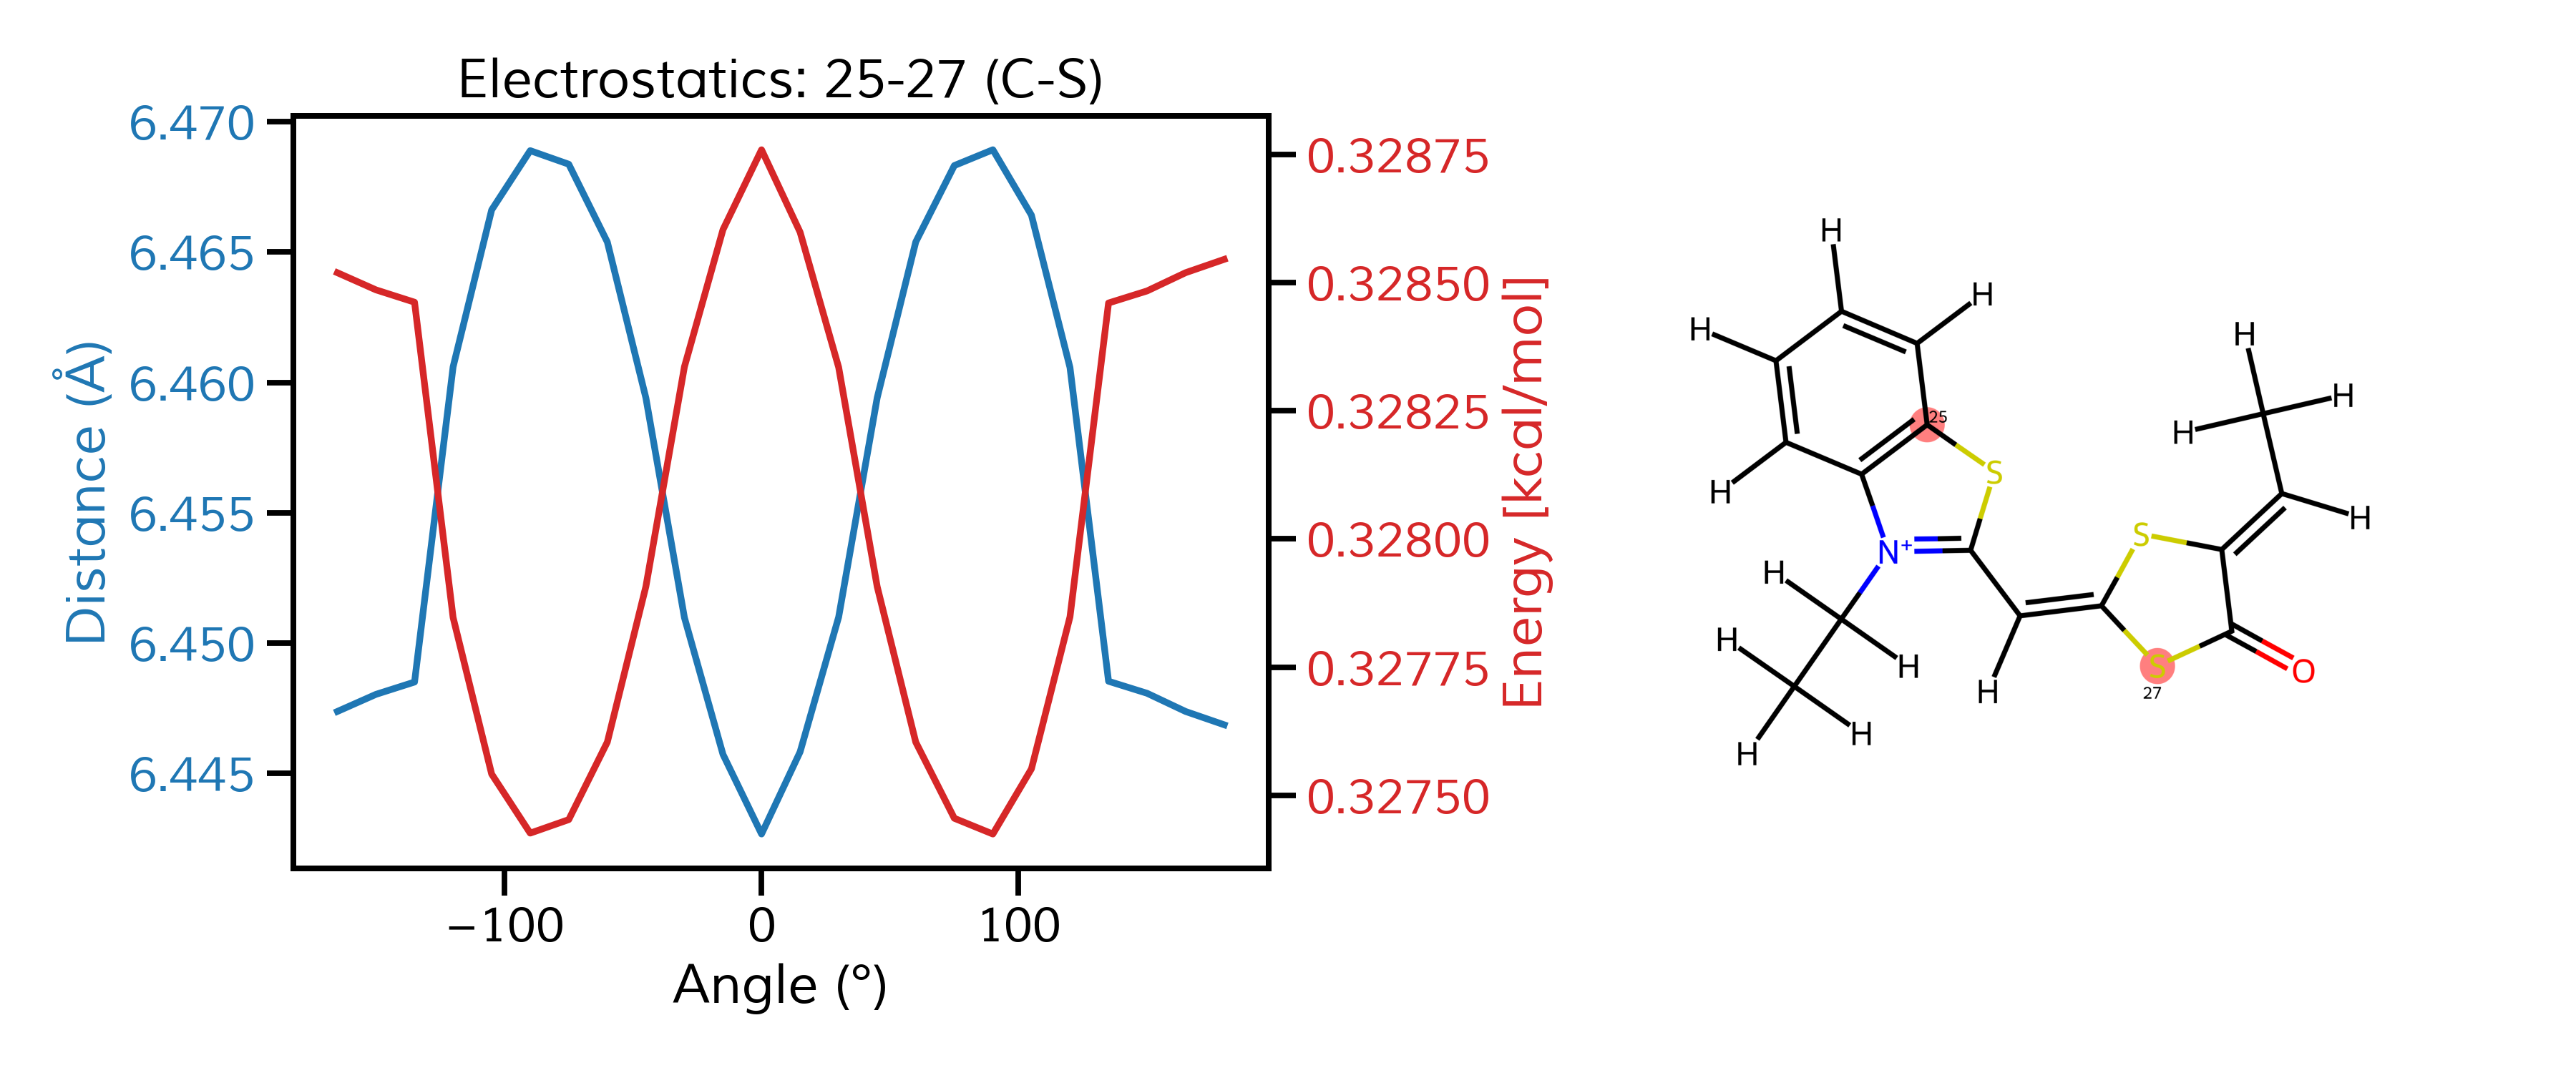 Electrostatics: 25-27 (C-S)
6.470
6.465
6.460
6.455
6.450
6.445
Distance (Å)
0.32875
0.32850
0.32825
0.32800
0.32775
0.32750
Energy [kcal/mol]
−100 0 100
Angle (°)
H
H
H
H
H
H
25
H
S
H
H
S
N⁺
H
H
H
S
27
O
H
H
H